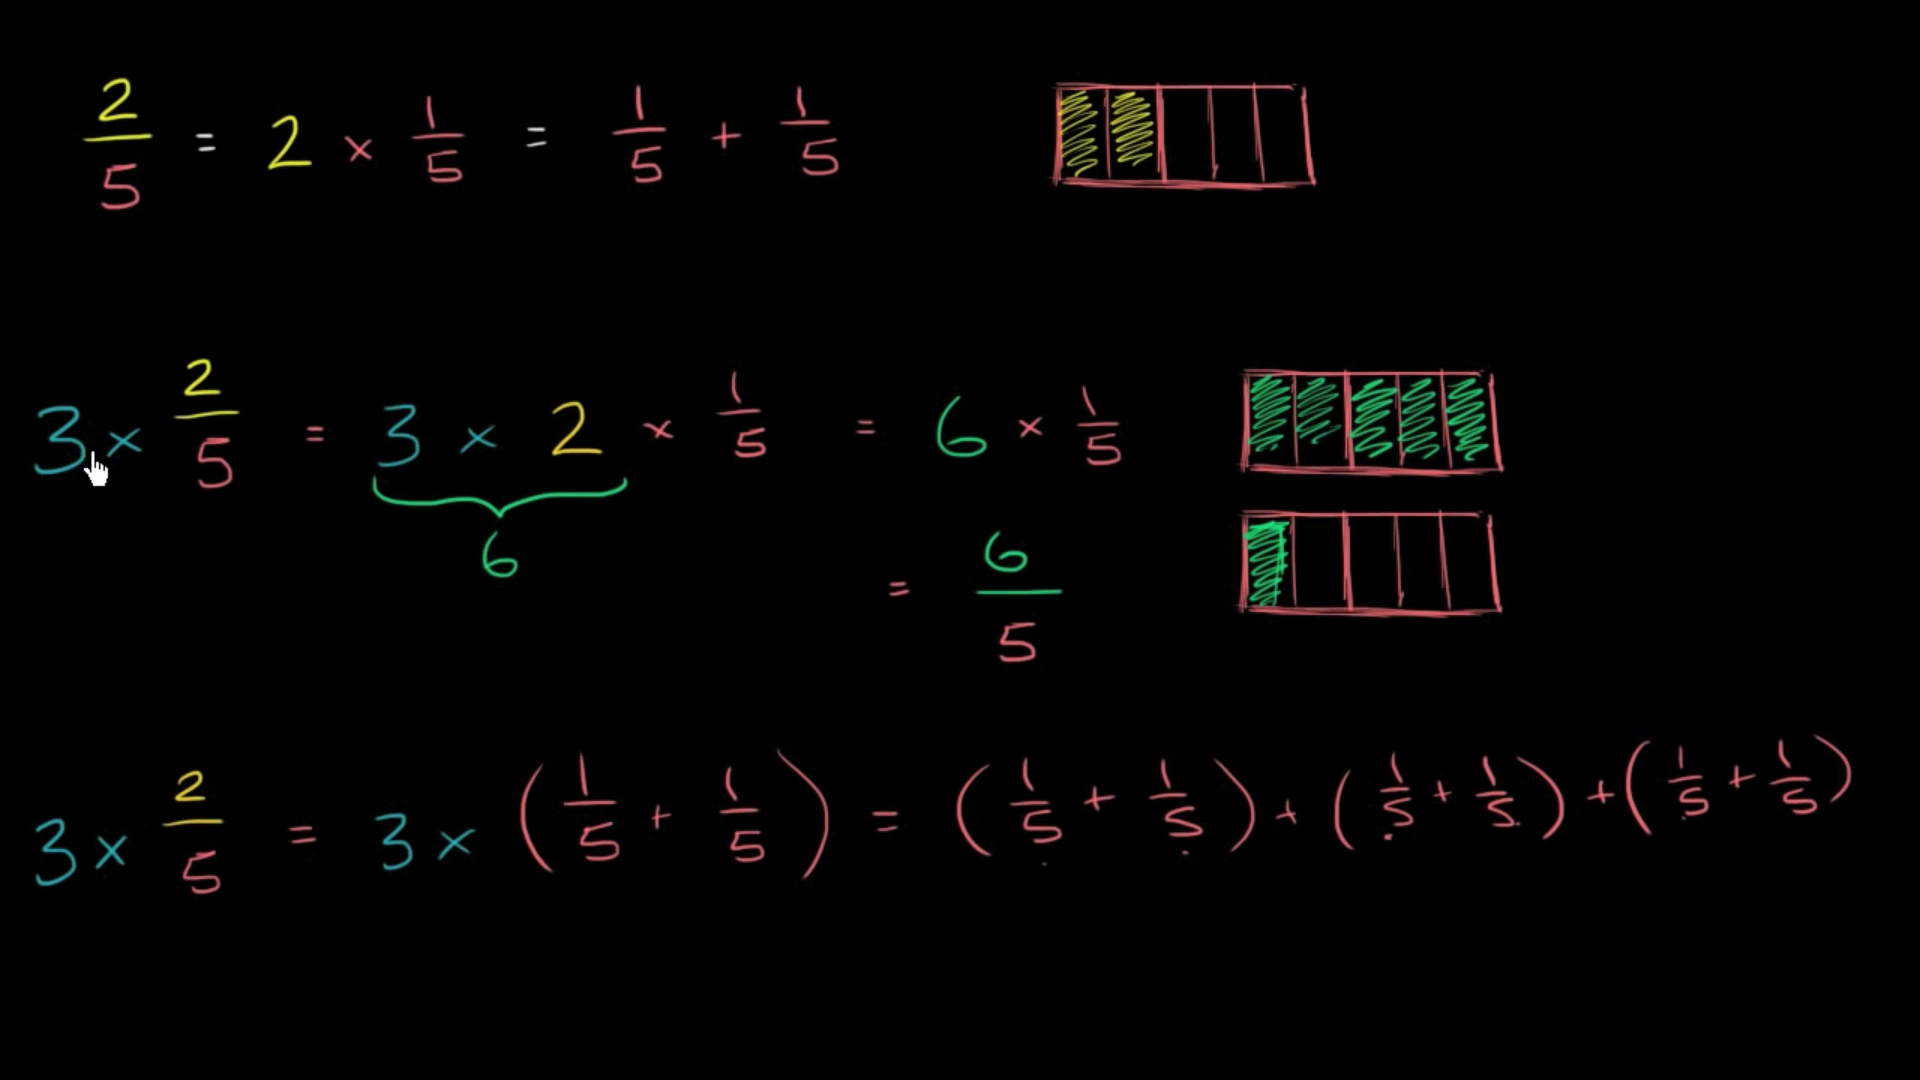 2/5 = 2 × 1/5 = 1/5 + 1/5
3 × 2/5 = 3 × 2 × 1/5 = 6 × 1/5
6
= 6/5
3 × 2/5 = 3 × (1/5 + 1/5) = (1/5 + 1/5) + (1/5 + 1/5) + (1/5 + 1/5)